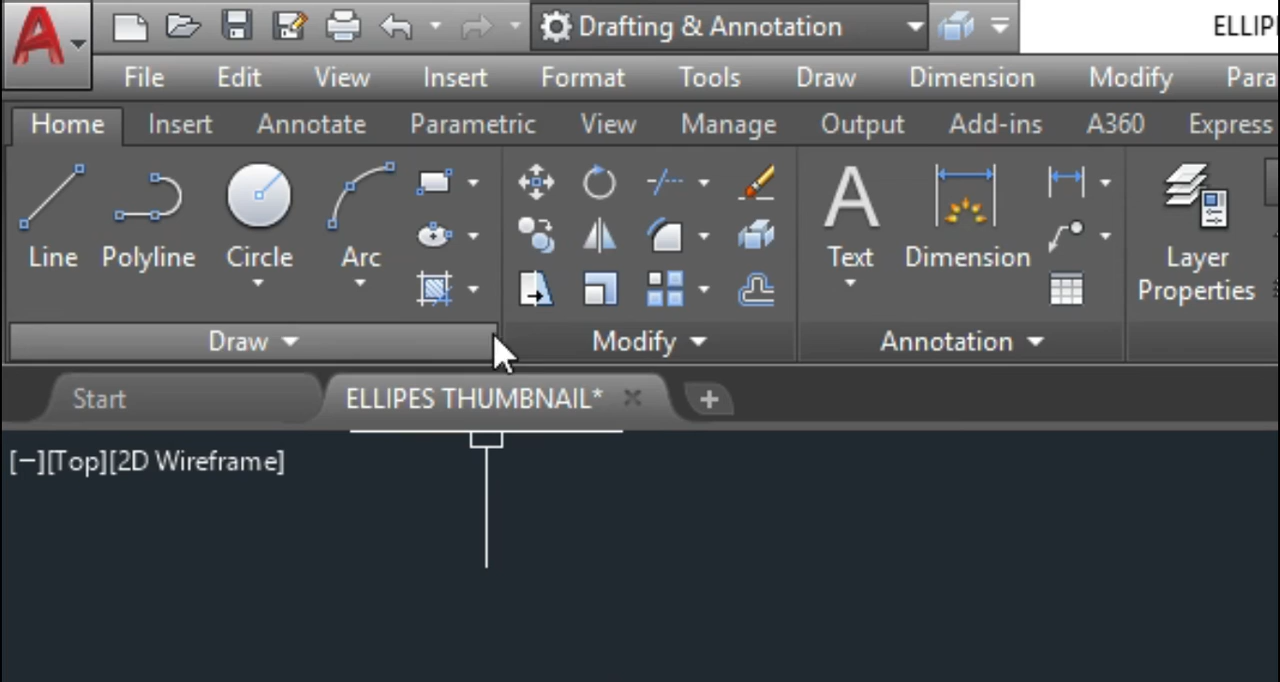 Drafting & Annotation ELLIP
File Edit View Insert Format Tools Draw Dimension Modify Para
Home Insert Annotate Parametric View Manage Output Add-ins A360 Express
Line Polyline Circle Arc Text Dimension Layer
Properties
Draw Modify Annotation
Start ELLIPES THUMBNAIL*
[−][Top][2D Wireframe]